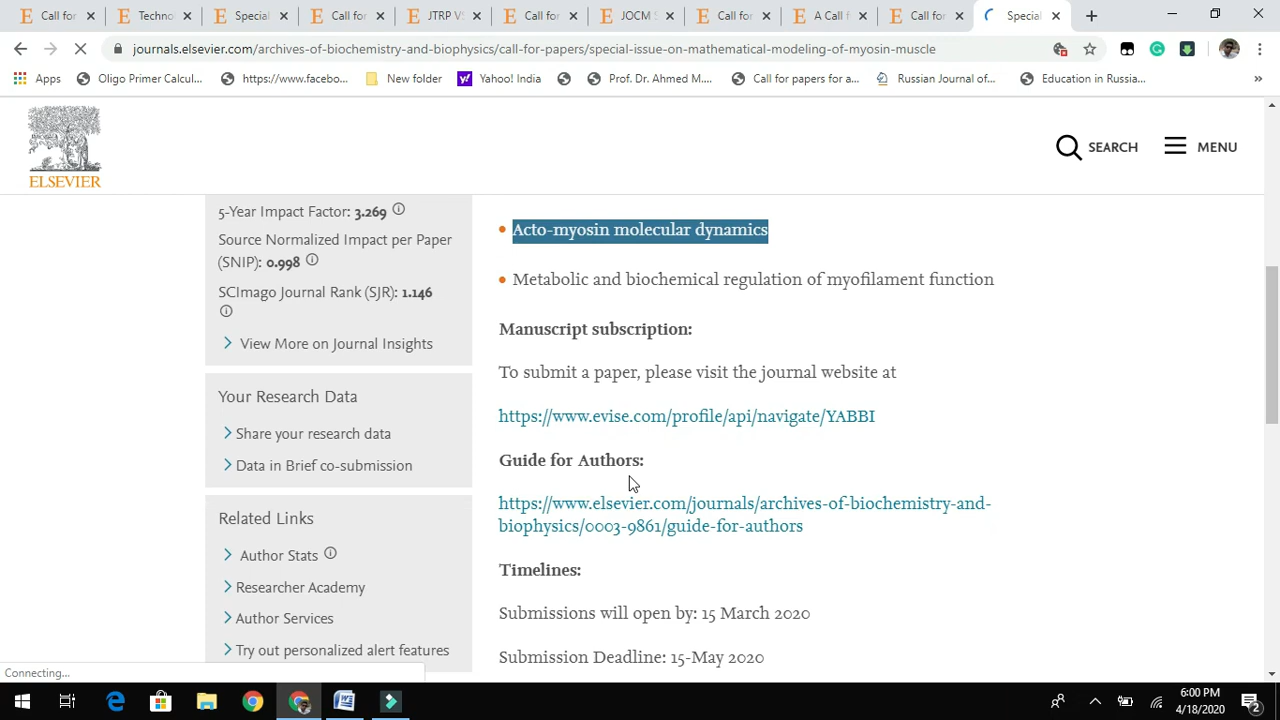 Call for
Techno
Special
Call for
JTRP VS
Call for
JOCM S
Call for
A Call f
Call for
Special
journals.elsevier.com/archives-of-biochemistry-and-biophysics/call-for-papers/special-issue-on-mathematical-modeling-of-myosin-muscle
Apps
Oligo Primer Calcul...
https://www.facebo...
New folder
Yahoo! India
Prof. Dr. Ahmed M....
Call for papers for a...
Russian Journal of...
Education in Russia...
»
ELSEVIER
SEARCH
MENU
5-Year Impact Factor: 3.269
Source Normalized Impact per Paper
(SNIP): 0.998
SCImago Journal Rank (SJR): 1.146
View More on Journal Insights
Your Research Data
Share your research data
Data in Brief co-submission
Related Links
Author Stats
Researcher Academy
Author Services
Try out personalized alert features
• Acto-myosin molecular dynamics
• Metabolic and biochemical regulation of myofilament function
Manuscript subscription:
To submit a paper, please visit the journal website at
https://www.evise.com/profile/api/navigate/YABBI
Guide for Authors:
https://www.elsevier.com/journals/archives-of-biochemistry-and-
biophysics/0003-9861/guide-for-authors
Timelines:
Submissions will open by: 15 March 2020
Submission Deadline: 15-May 2020
Connecting...
6:00 PM
4/18/2020
2